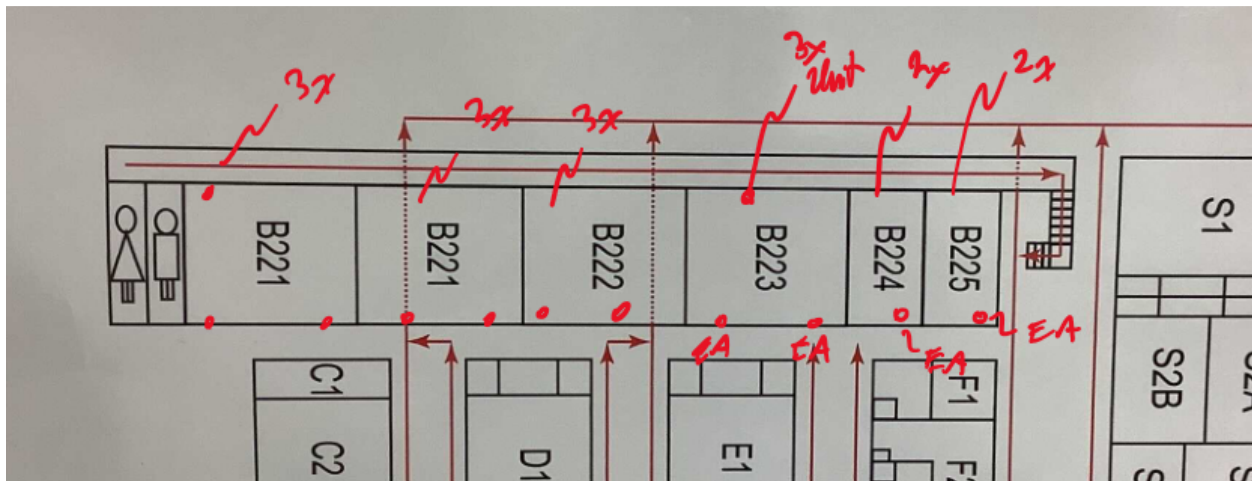 3x
3x
3x
3x
Unit
2x
2x
B221
B221
B222
B223
B224
B225
S1
EA
EA
2 EA
2 EA
C1
C2
D1
E1
F1
S2B
S2A